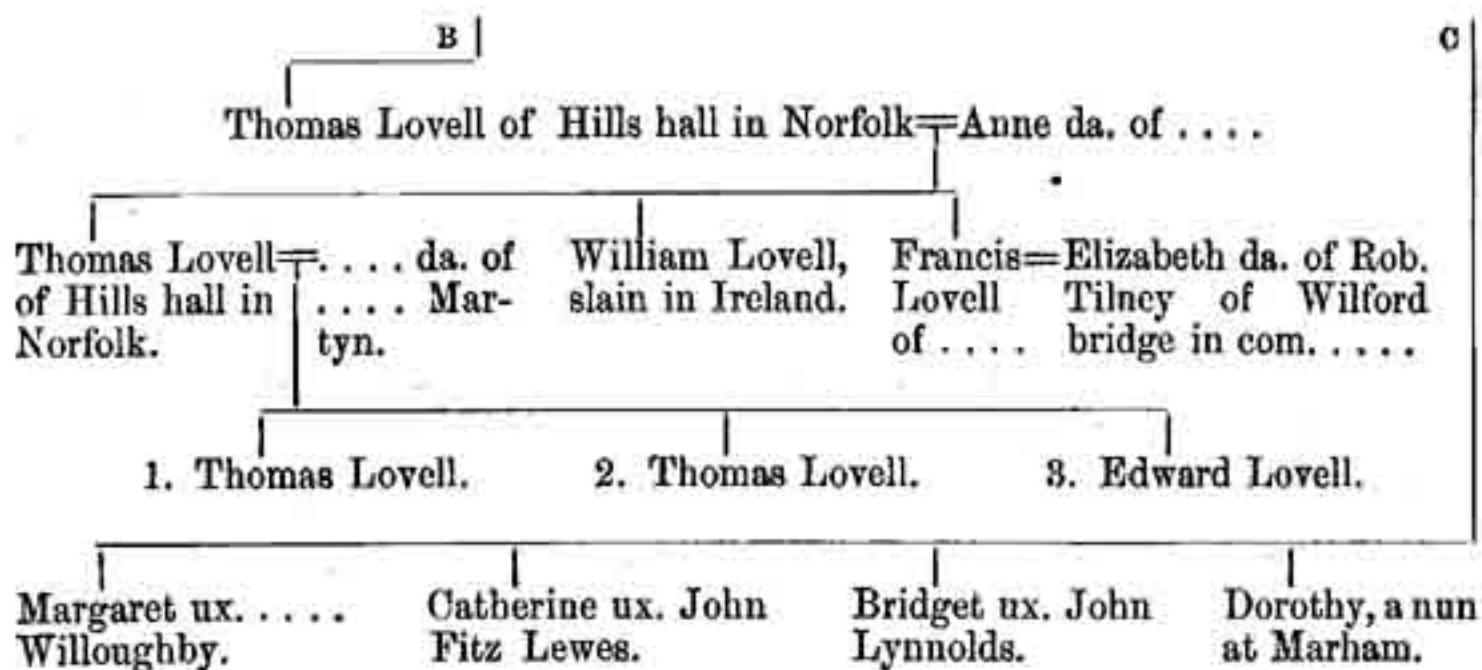 B C
Thomas Lovell of Hills hall in Norfolk=Anne da. of . . . .
Thomas Lovell=. . . . da. of
of Hills hall in . . . . Mar-
Norfolk. tyn.
William Lovell,
slain in Ireland.
Francis=Elizabeth da. of Rob.
Lovell Tilney of Wilford
of . . . . bridge in com. . . . .
1. Thomas Lovell. 2. Thomas Lovell. 3. Edward Lovell.
Margaret ux. . . . .
Willoughby.
Catherine ux. John
Fitz Lewes.
Bridget ux. John
Lynnolds.
Dorothy, a nun
at Marham.